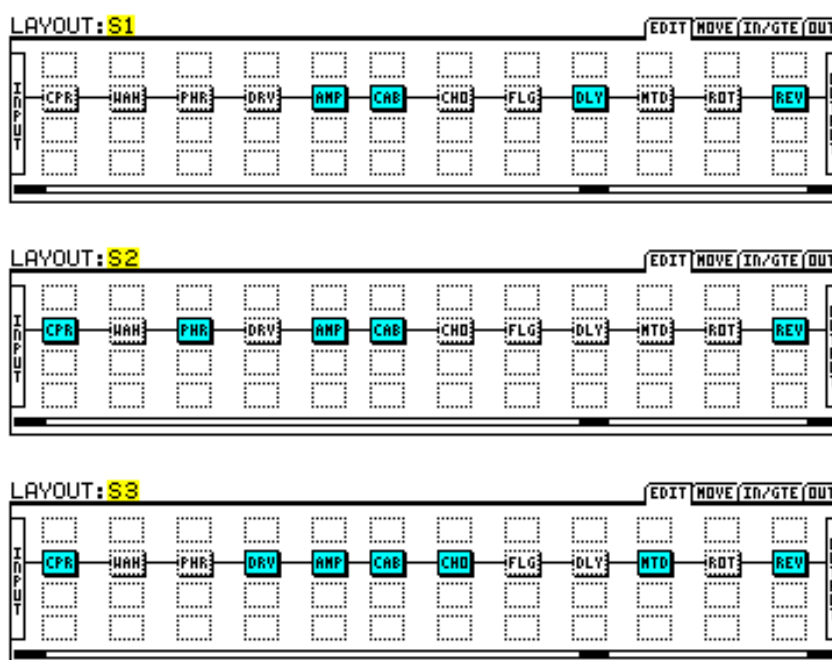 LAYOUT:S1 EDIT MOVE IN/GTE OUT
INPUT CPR WAH PHR DRV AMP CAB CHO FLG DLY MTD ROT REV
LAYOUT:S2 EDIT MOVE IN/GTE OUT
INPUT CPR WAH PHR DRV AMP CAB CHO FLG DLY MTD ROT REV
LAYOUT:S3 EDIT MOVE IN/GTE OUT
INPUT CPR WAH PHR DRV AMP CAB CHO FLG DLY MTD ROT REV